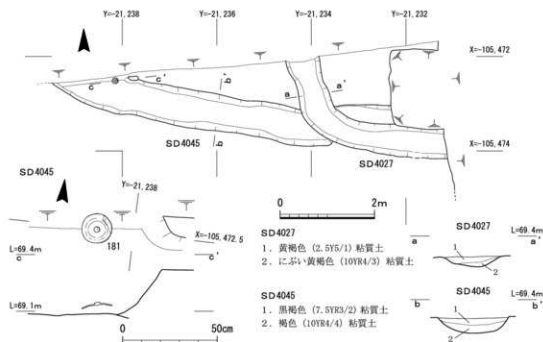 Y=-21,238
Y=-21,236
Y=-21,234
Y=-21,232
X=-105,472
c
c'
b'
a
a'
b
X=-105,474
SD4045
SD4027
SD4045
Y=-21,238
X=-105,472.5
L=69.4m
c
181
c'
L=69.1m
0
50cm
0
2m
SD4027
1. 黄褐色 (2.5Y5/1) 粘質土
2. にぶい黄褐色 (10YR4/3) 粘質土
SD4045
1. 黒褐色 (7.5YR3/2) 粘質土
2. 褐色 (10YR4/4) 粘質土
SD4027
a
L=69.4m
a'
1
2
SD4045
b
L=69.4m
b'
1
2